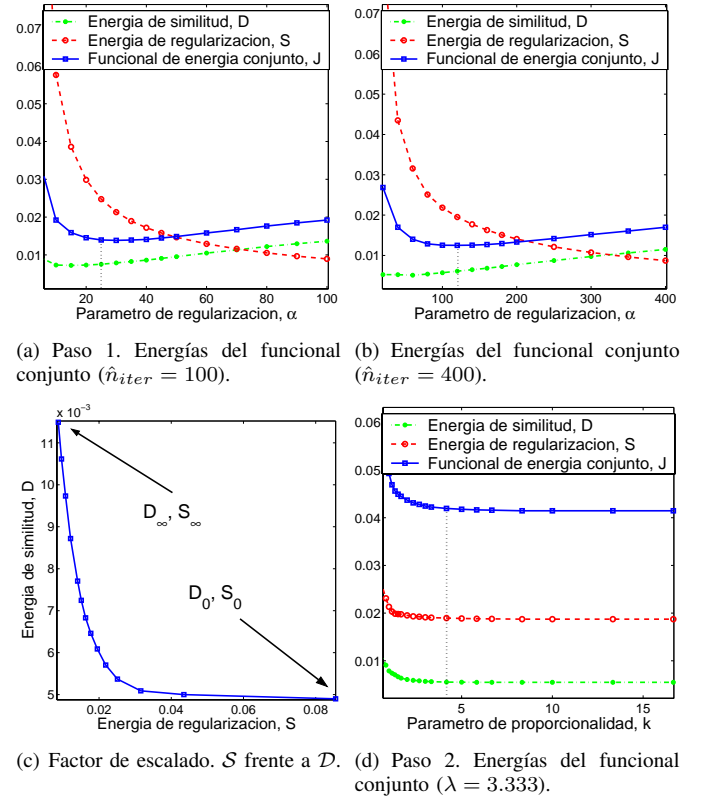 0.07
0.06
0.05
0.04
0.03
0.02
0.01
Energia de similitud, D
Energia de regularizacion, S
Funcional de energia conjunto, J
20 40 60 80 100
Parametro de regularizacion, α
(a) Paso 1. Energías del funcional
conjunto (n̂iter = 100).
0.07
0.06
0.05
0.04
0.03
0.02
0.01
Energia de similitud, D
Energia de regularizacion, S
Funcional de energia conjunto, J
100 200 300 400
Parametro de regularizacion, α
(b) Energías del funcional conjunto
(n̂iter = 400).
x 10⁻³
11
10
9
8
7
6
5
Energia de similitud, D
D∞, S∞
D₀, S₀
0.02 0.04 0.06 0.08
Energia de regularizacion, S
(c) Factor de escalado. S frente a D.
0.06
0.05
0.04
0.03
0.02
0.01
Energia de similitud, D
Energia de regularizacion, S
Funcional de energia conjunto, J
5 10 15
Parametro de proporcionalidad, k
(d) Paso 2. Energías del funcional
conjunto (λ = 3.333).